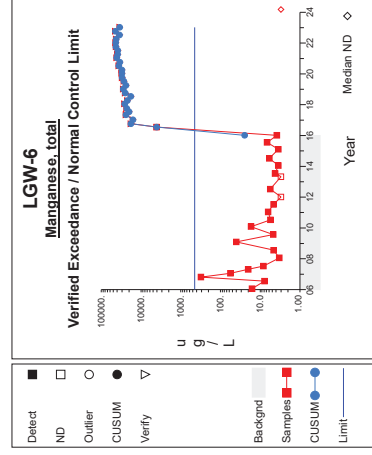 LGW-6
Manganese, total
Verified Exceedance / Normal Control Limit
100000.
10000.
1000.
100.
10.0
1.00
u
g/
L
06
08
10
12
14
16
18
20
22
24
Year
Median ND
Detect
ND
Outlier
CUSUM
Verify
Backgnd
Samples
CUSUM
Limit